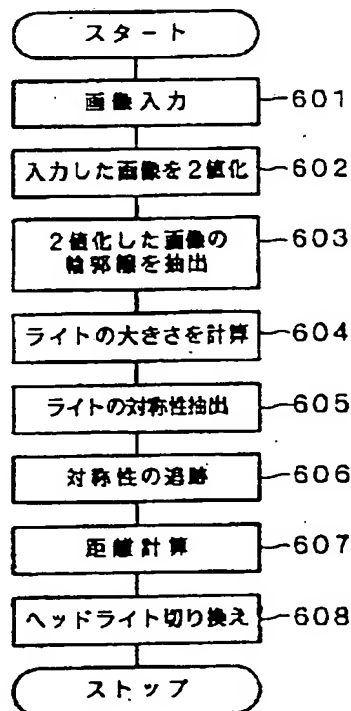 スタート
画像入力
601
入力した画像を2値化
602
2値化した画像の
輪郭線を抽出
603
ライトの大きさを計算
604
ライトの対称性抽出
605
対称性の追跡
606
距離計算
607
ヘッドライト切り換え
608
ストップ